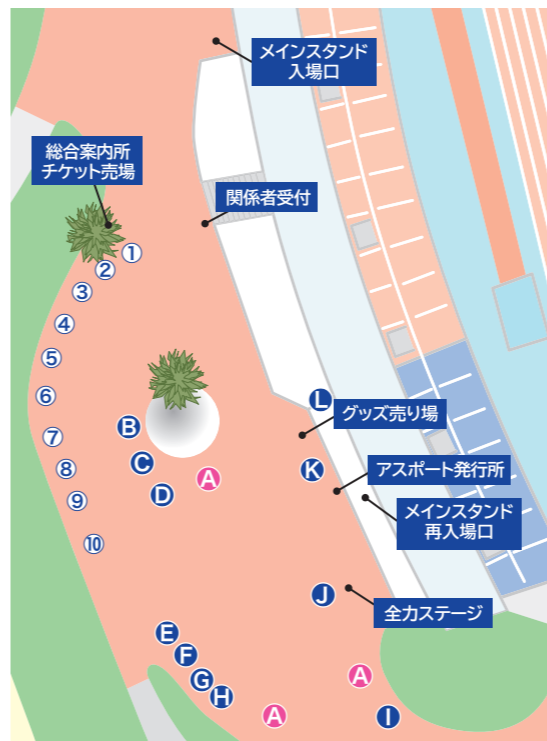 メインスタンド
入場口
総合案内所
チケット売場
関係者受付
①
②
③
④
⑤
⑥
⑦
⑧
⑨
⑩
B
C
D
A
L
グッズ売り場
K
アスポート発行所
メインスタンド
再入場口
J
全力ステージ
E
F
G
H
A
A
I